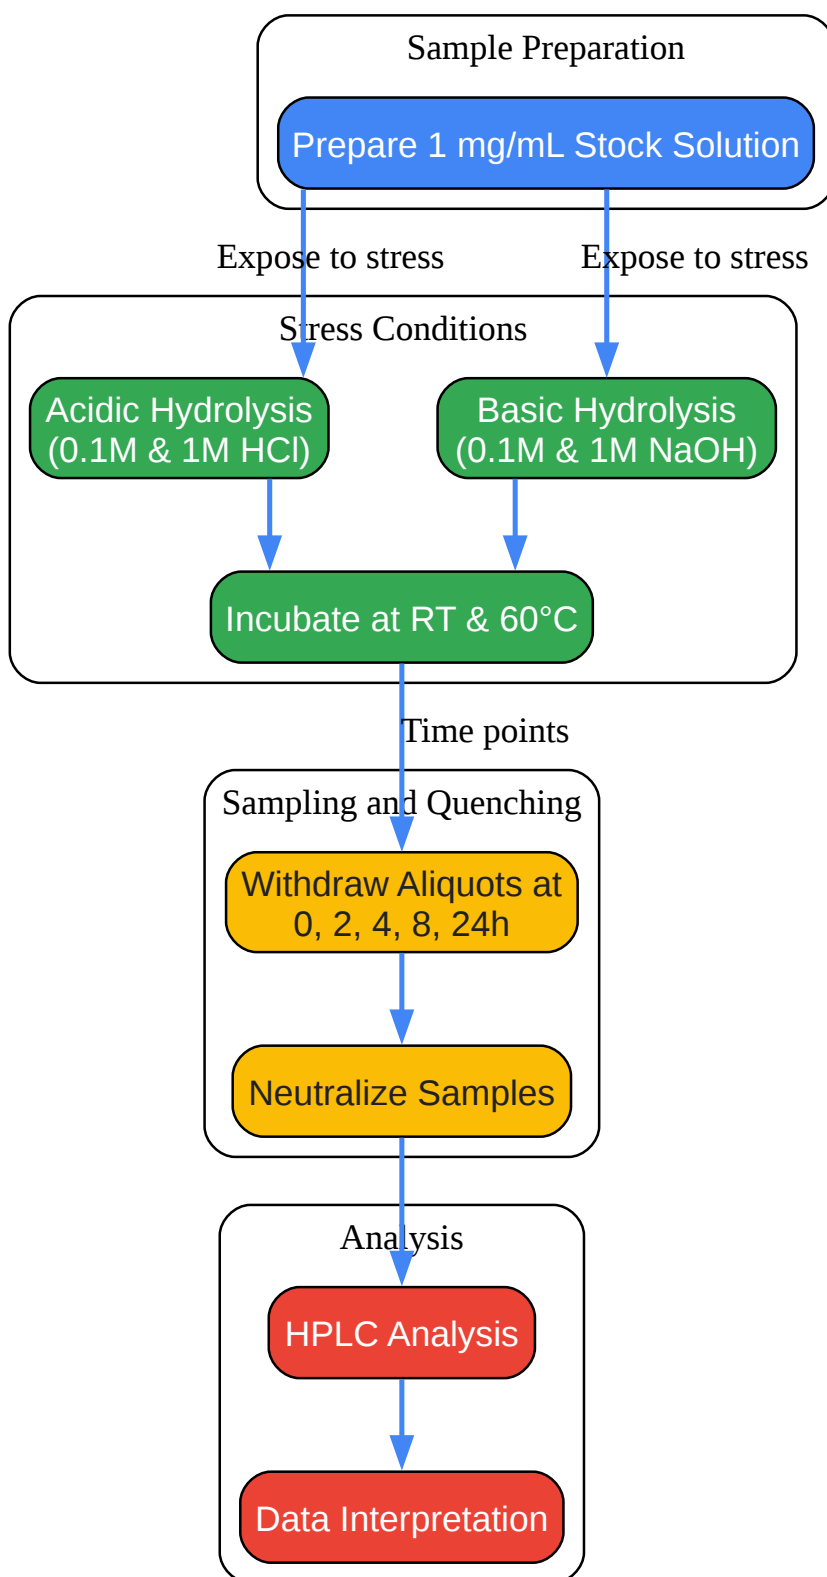 Sample Preparation
Prepare 1 mg/mL Stock Solution
Expose to stress
Expose to stress
Stress Conditions
Acidic Hydrolysis
(0.1M & 1M HCl)
Basic Hydrolysis
(0.1M & 1M NaOH)
Incubate at RT & 60°C
Time points
Sampling and Quenching
Withdraw Aliquots at
0, 2, 4, 8, 24h
Neutralize Samples
Analysis
HPLC Analysis
Data Interpretation